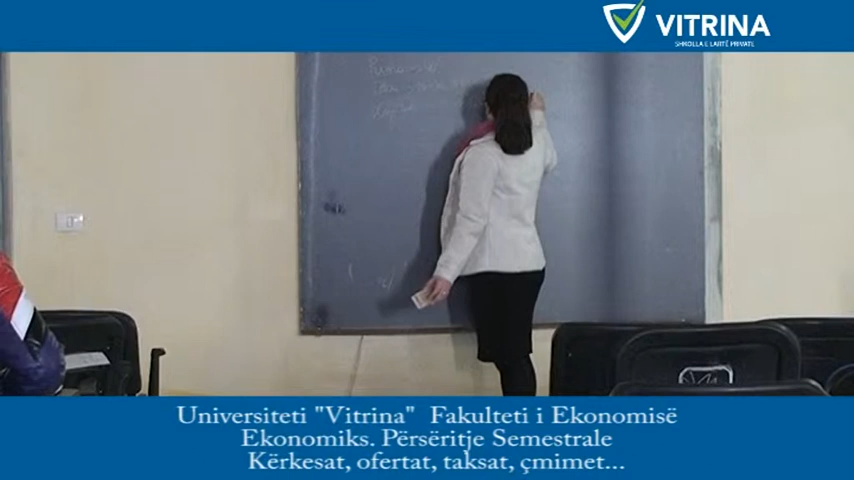 VITRINA
SHKOLLA E LARTË PRIVATE
Universiteti "Vitrina" Fakulteti i Ekonomisë
Ekonomiks. Përsëritje Semestrale
Kërkesat, ofertat, taksat, çmimet...